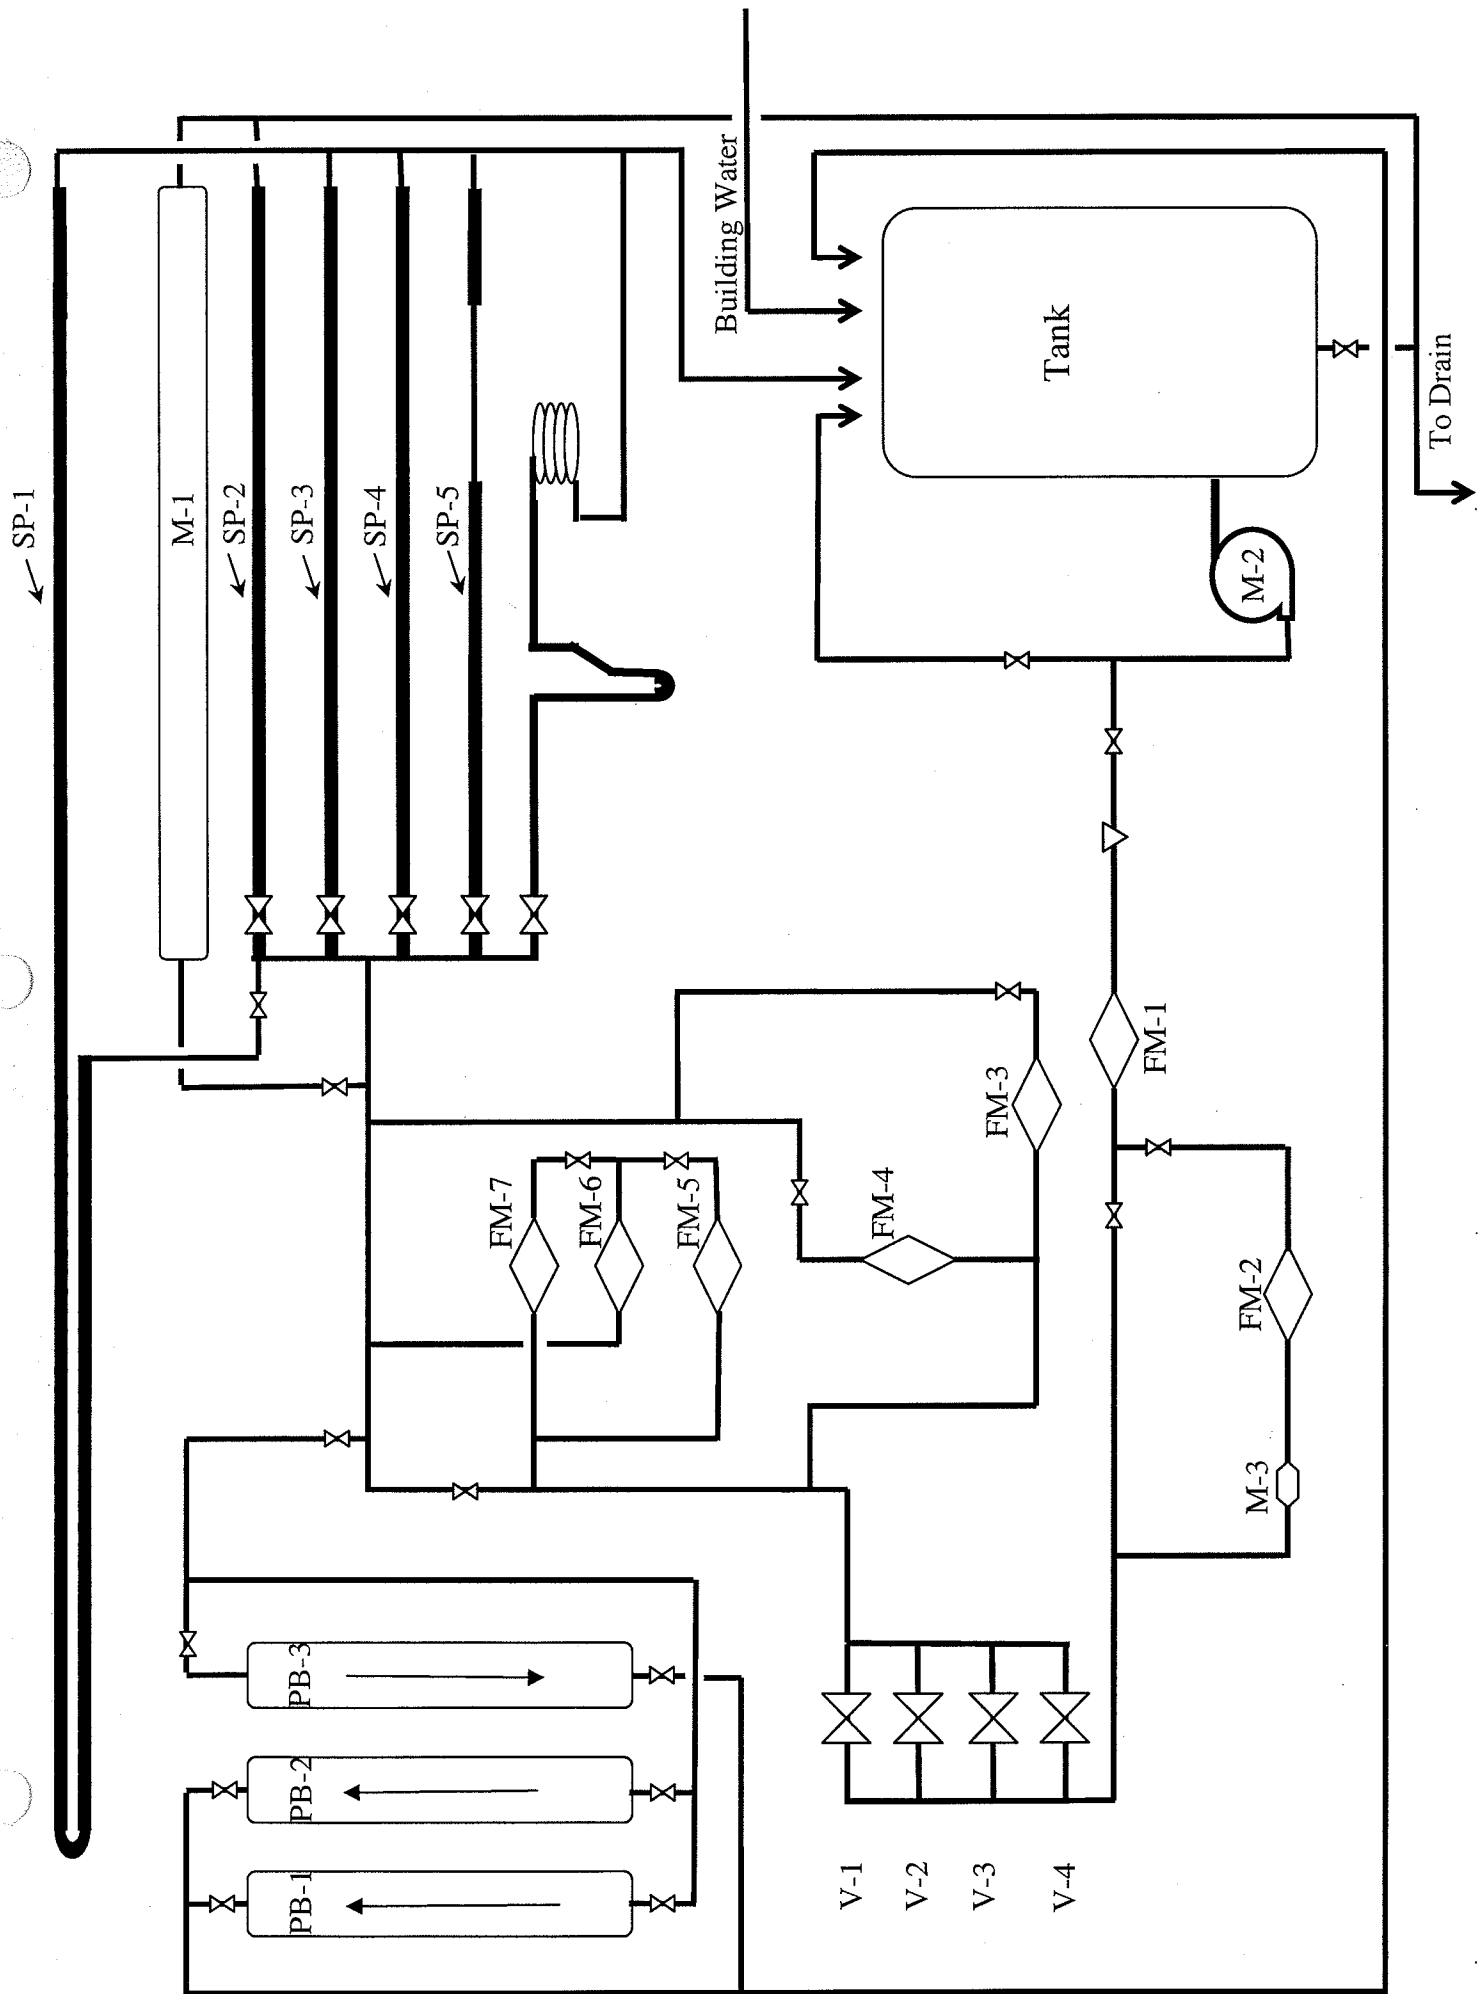 SP-1
M-1
SP-2
SP-3
SP-4
SP-5
Building Water
Tank
To Drain
M-2
FM-1
FM-3
FM-4
FM-7
FM-6
FM-5
FM-2
M-3
PB-3
PB-2
PB-1
V-1
V-2
V-3
V-4